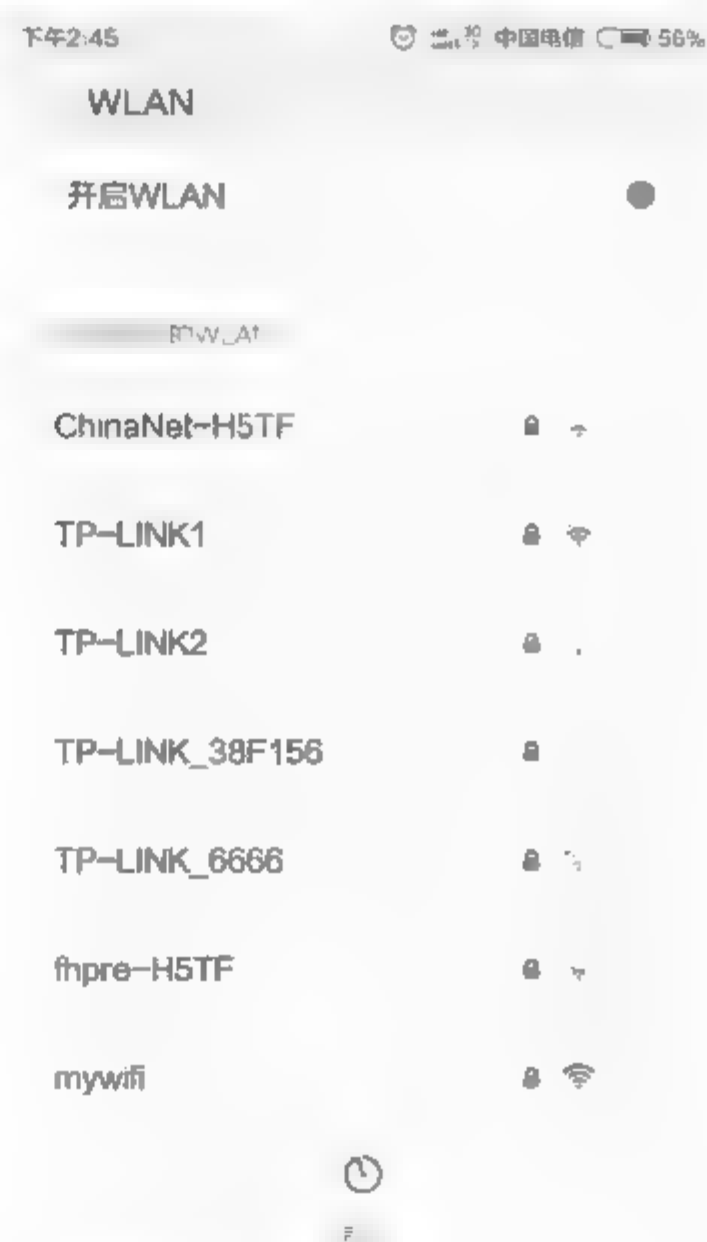 下午2:45 中国电信 56%
WLAN
开启WLAN
ChinaNet-H5TF
TP-LINK1
TP-LINK2
TP-LINK_38F156
TP-LINK_6666
fhpre-H5TF
mywifi